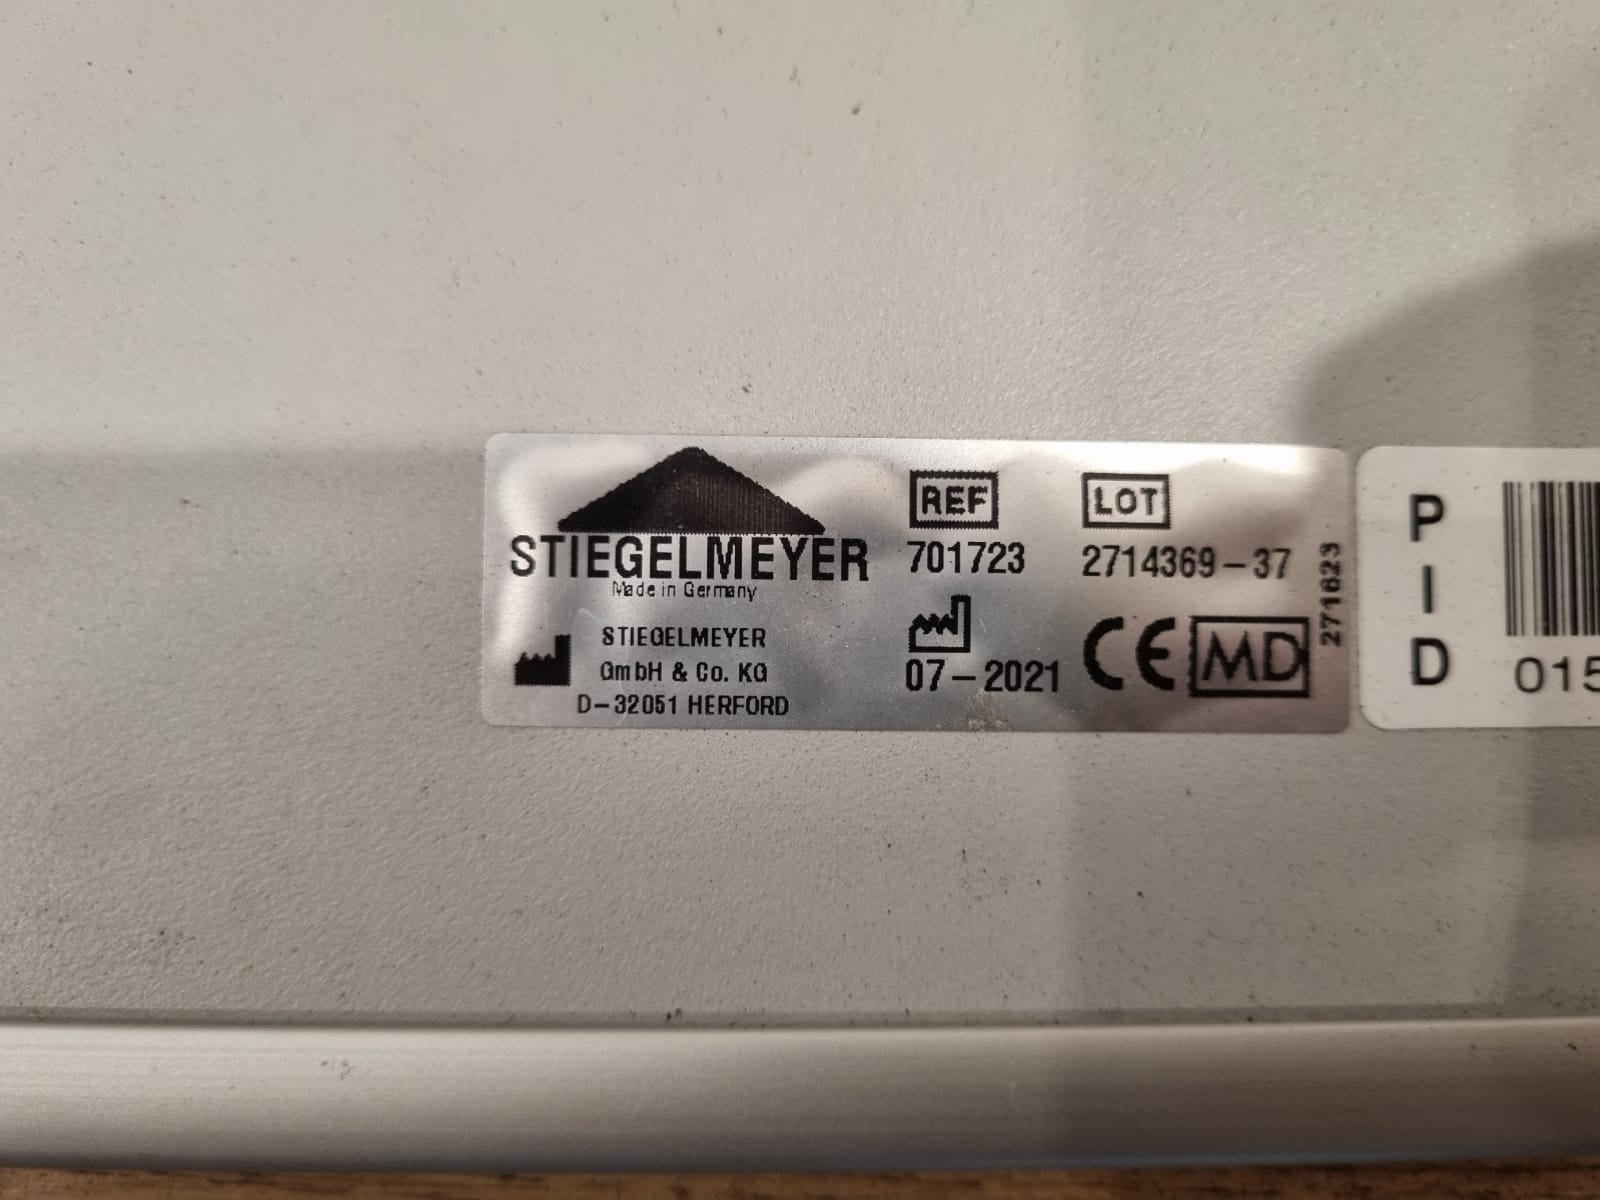 STIEGELMEYER
Made in Germany
STIEGELMEYER
GmbH & Co. KG
D-32051 HERFORD
REF
701723
07-2021
LOT
2714369-37
CE MD
271623
PID
015